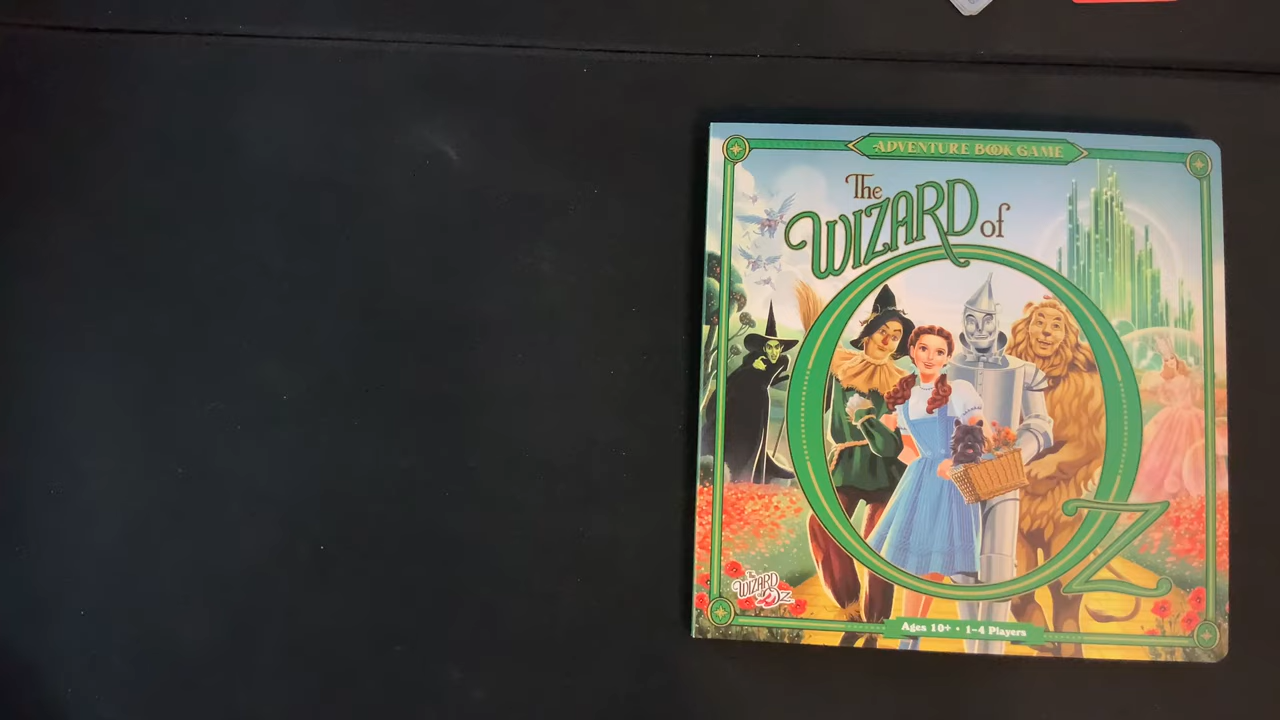 ADVENTURE BOOK GAME
The
WIZARD of
OZ
The
WIZARD
of OZ
Ages 10+ • 1-4 Players